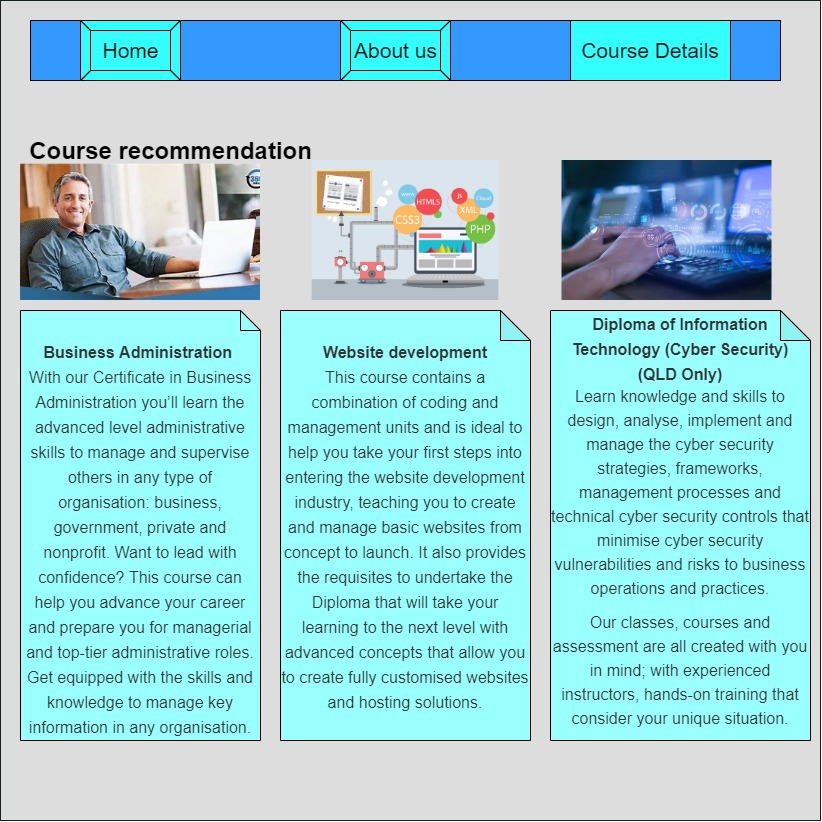 Home
About us
Course Details
Course recommendation
www
HTML5
CSS3
js
Cloud
XML
PHP
Business Administration
With our Certificate in Business
Administration you’ll learn the
advanced level administrative
skills to manage and supervise
others in any type of
organisation: business,
government, private and
nonprofit. Want to lead with
confidence? This course can
help you advance your career
and prepare you for managerial
and top-tier administrative roles.
Get equipped with the skills and
knowledge to manage key
information in any organisation.
Website development
This course contains a
combination of coding and
management units and is ideal to
help you take your first steps into
entering the website development
industry, teaching you to create
and manage basic websites from
concept to launch. It also provides
the requisites to undertake the
Diploma that will take your
learning to the next level with
advanced concepts that allow you
to create fully customised websites
and hosting solutions.
Diploma of Information
Technology (Cyber Security)
(QLD Only)
Learn knowledge and skills to
design, analyse, implement and
manage the cyber security
strategies, frameworks,
management processes and
technical cyber security controls that
minimise cyber security
vulnerabilities and risks to business
operations and practices.
Our classes, courses and
assessment are all created with you
in mind; with experienced
instructors, hands-on training that
consider your unique situation.